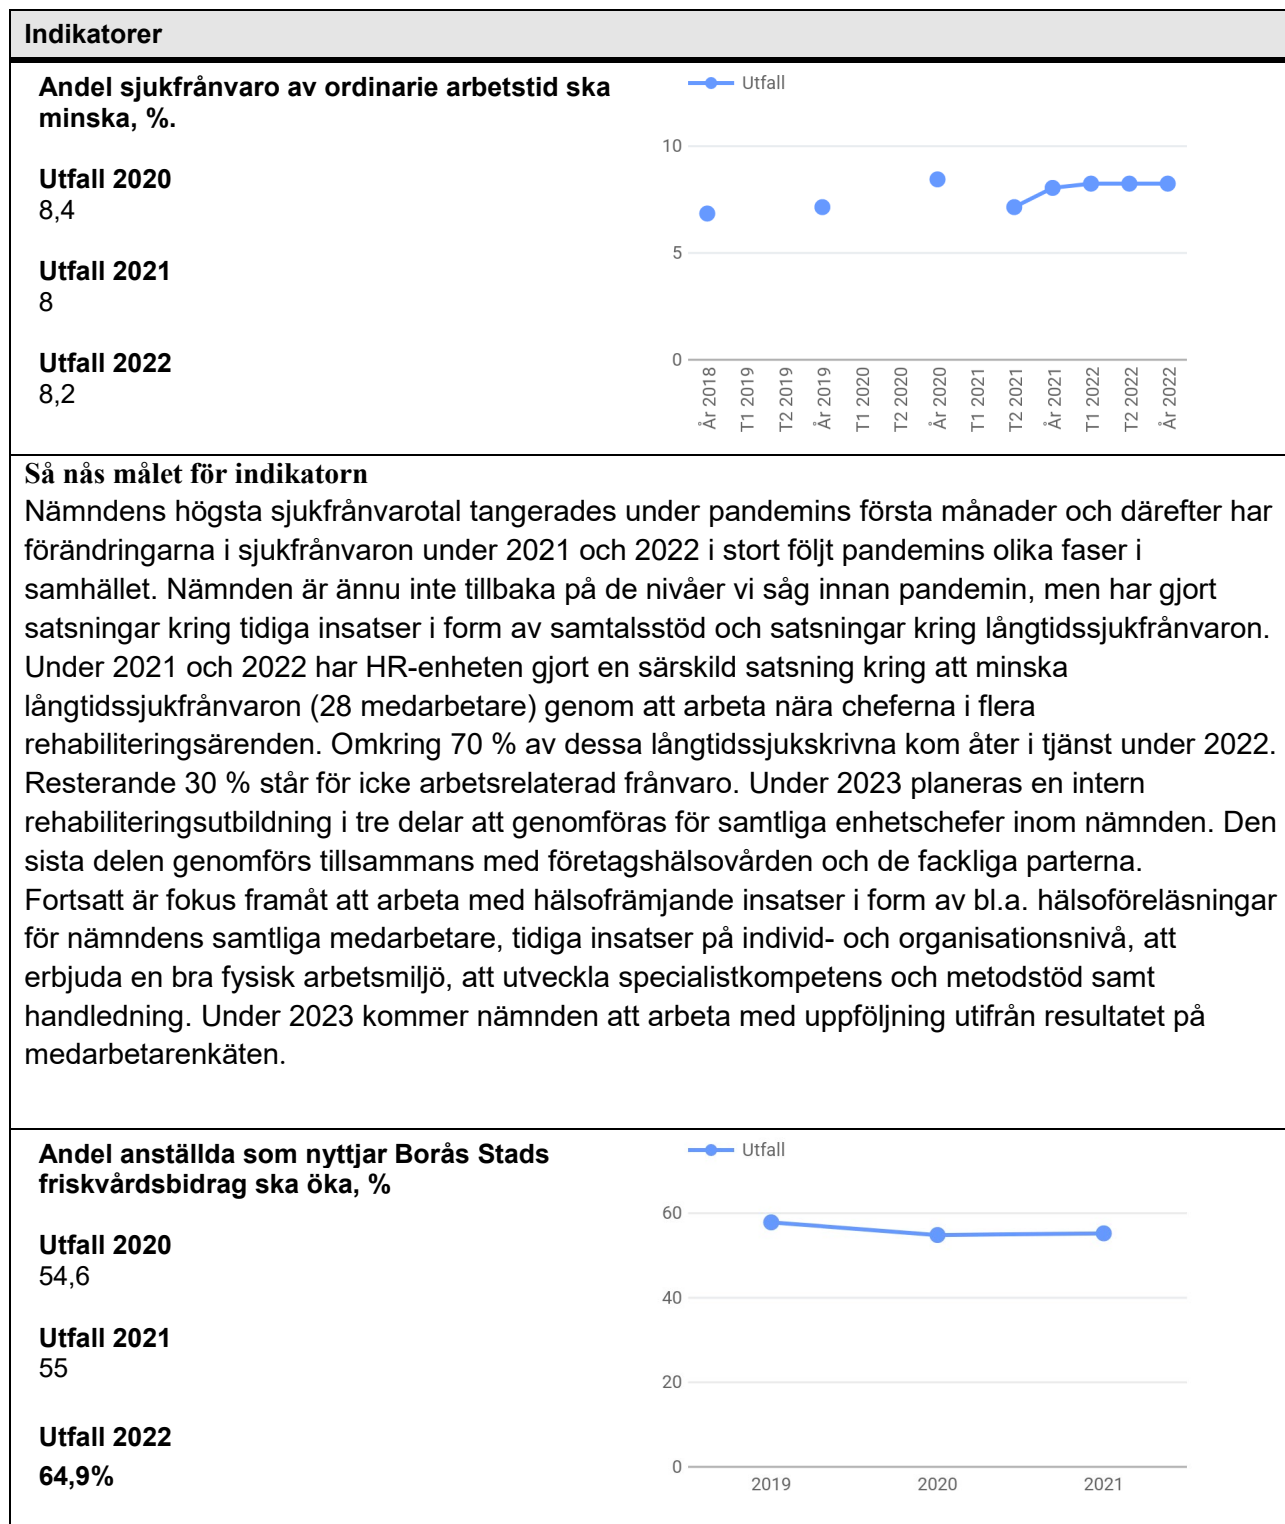 Indikatorer
Andel sjukfrånvaro av ordinarie arbetstid ska
minska, %.
Utfall 2020
8,4
Utfall 2021
8
Utfall 2022
8,2
Utfall
10
5
0
År 2018
T1 2019
T2 2019
År 2019
T1 2020
T2 2020
År 2020
T1 2021
T2 2021
År 2021
T1 2022
T2 2022
År 2022
Så nås målet för indikatorn
Nämndens högsta sjukfrånvarotal tangerades under pandemins första månader och därefter har
förändringarna i sjukfrånvaron under 2021 och 2022 i stort följt pandemins olika faser i
samhället. Nämnden är ännu inte tillbaka på de nivåer vi såg innan pandemin, men har gjort
satsningar kring tidiga insatser i form av samtalsstöd och satsningar kring långtidssjukfrånvaron.
Under 2021 och 2022 har HR-enheten gjort en särskild satsning kring att minska
långtidssjukfrånvaron (28 medarbetare) genom att arbeta nära cheferna i flera
rehabiliteringsärenden. Omkring 70 % av dessa långtidssjukskrivna kom åter i tjänst under 2022.
Resterande 30 % står för icke arbetsrelaterad frånvaro. Under 2023 planeras en intern
rehabiliteringsutbildning i tre delar att genomföras för samtliga enhetschefer inom nämnden. Den
sista delen genomförs tillsammans med företagshälsovården och de fackliga parterna.
Fortsatt är fokus framåt att arbeta med hälsofrämjande insatser i form av bl.a. hälsoföreläsningar
för nämndens samtliga medarbetare, tidiga insatser på individ- och organisationsnivå, att
erbjuda en bra fysisk arbetsmiljö, att utveckla specialistkompetens och metodstöd samt
handledning. Under 2023 kommer nämnden att arbeta med uppföljning utifrån resultatet på
medarbetarenkäten.
Andel anställda som nyttjar Borås Stads
friskvårdsbidrag ska öka, %
Utfall 2020
54,6
Utfall 2021
55
Utfall 2022
64,9%
Utfall
60
40
20
0
2019
2020
2021